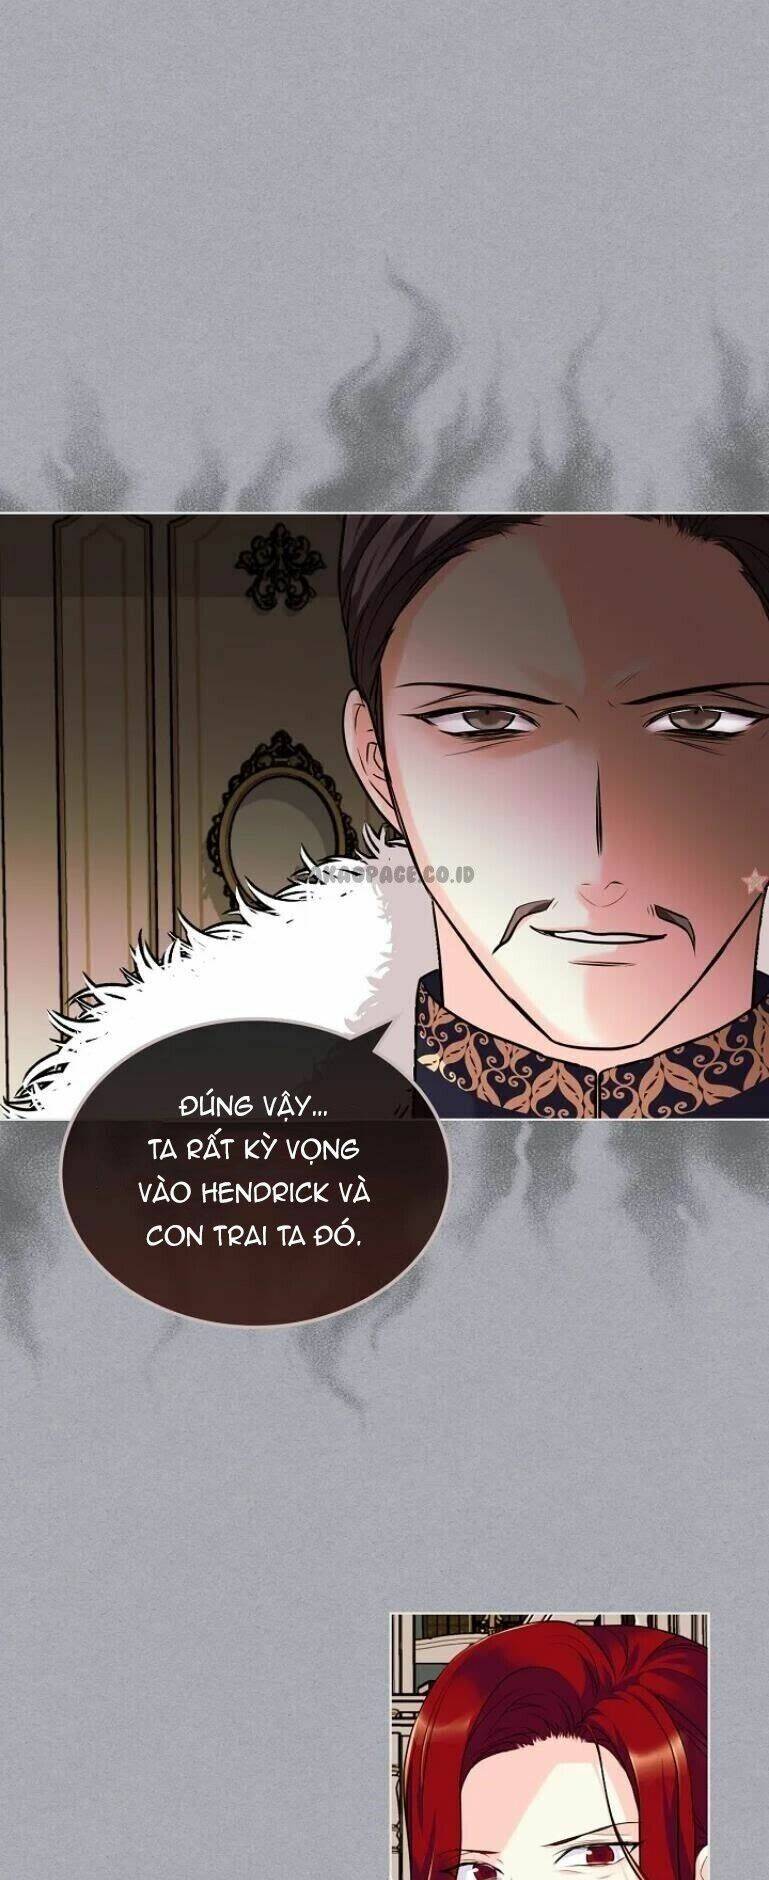 KAKAOPAGE.CO.ID
ĐÚNG VẬY...
TA RẤT KỲ VỌNG
VÀO HENDRICK VÀ
CON TRAI TA ĐÓ.